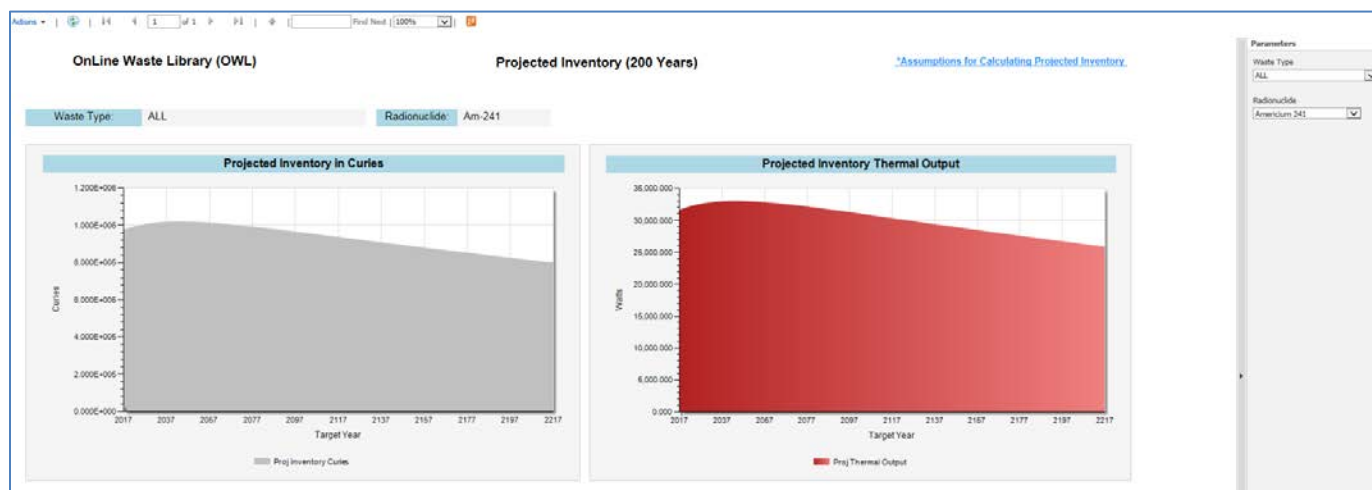 Actions
1 of 1 Find Next 100%
OnLine Waste Library (OWL)
Projected Inventory (200 Years)
*Assumptions for Calculating Projected Inventory
Parameters
Waste Type
ALL
Radionuclide
Americium 241
Waste Type: ALL
Radionuclide: Am-241
Projected Inventory in Curies
1.200E+006
1.000E+006
8.000E+005
6.000E+005
4.000E+005
2.000E+005
0.000E+000
Curies
2017 2037 2057 2077 2097 2117 2137 2157 2177 2197 2217
Target Year
Proj inventory Curies
Projected Inventory Thermal Output
35,000.000
30,000.000
25,000.000
20,000.000
15,000.000
10,000.000
5,000.000
0.000
Watts
2017 2037 2057 2077 2097 2117 2137 2157 2177 2197 2217
Target Year
Proj Thermal Output